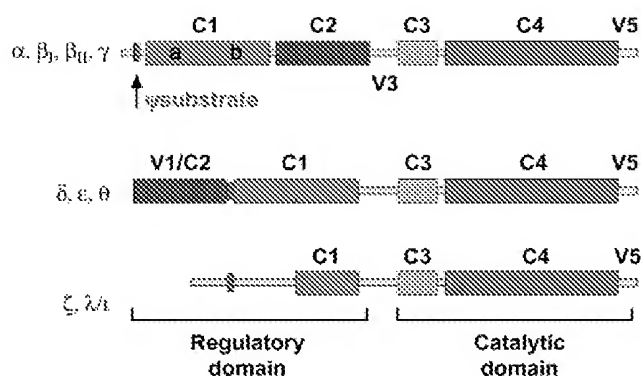 C1 C2 C3 C4 V5
α, βI, βII, γ a b
V3
ψsubstrate
V1/C2 C1 C3 C4 V5
δ, ε, θ
C1 C3 C4 V5
ζ, λ/ι
Regulatory Catalytic
domain domain